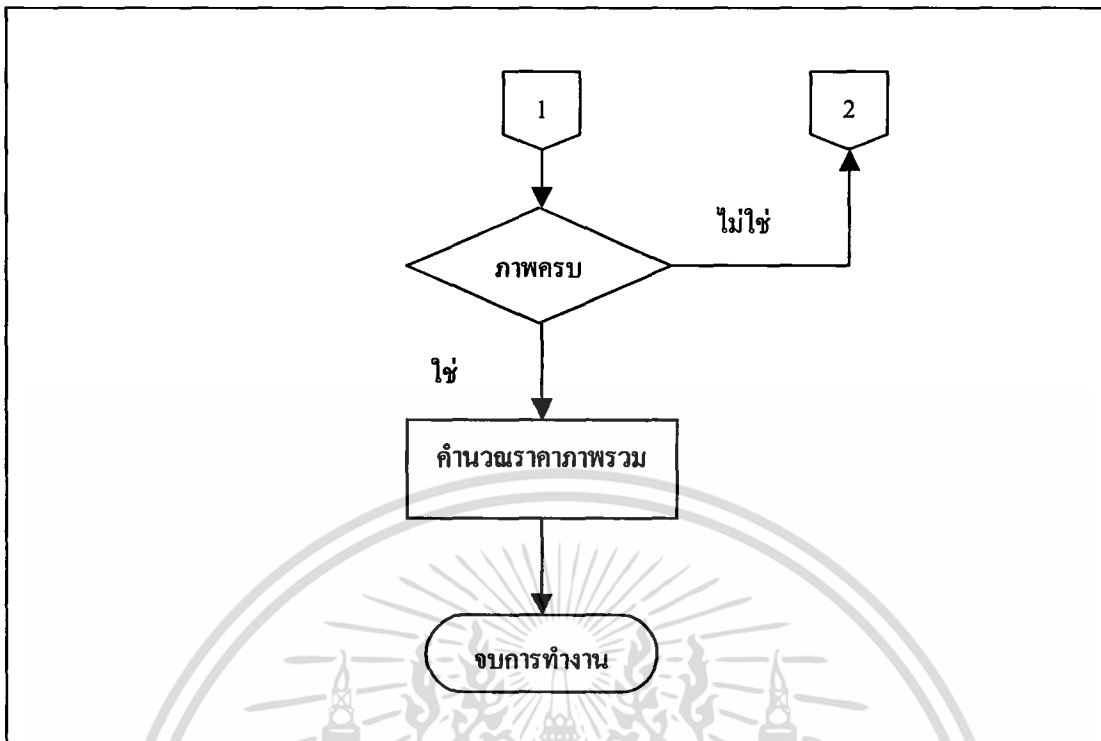 1
2
ไม่ใช่
ภาพครบ
ใช่
คำนวณราคาภาพรวม
จบการทำงาน